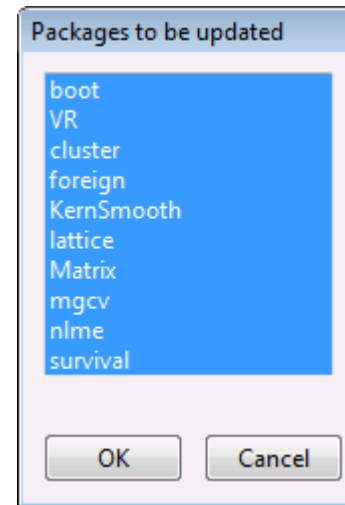 Packages to be updated
boot
VR
cluster
foreign
KernSmooth
lattice
Matrix
mgcv
nlme
survival
OK
Cancel